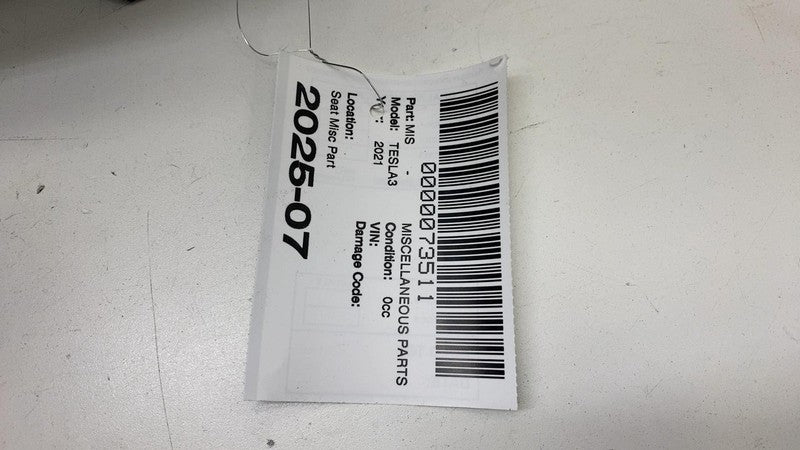 0000073511
Part: MIS - MISCELLANEOUS PARTS
Model: TESLA3 Condition: 0cc
2021 VIN:
Damage Code:
Location:
Seat Misc Part
2025-07